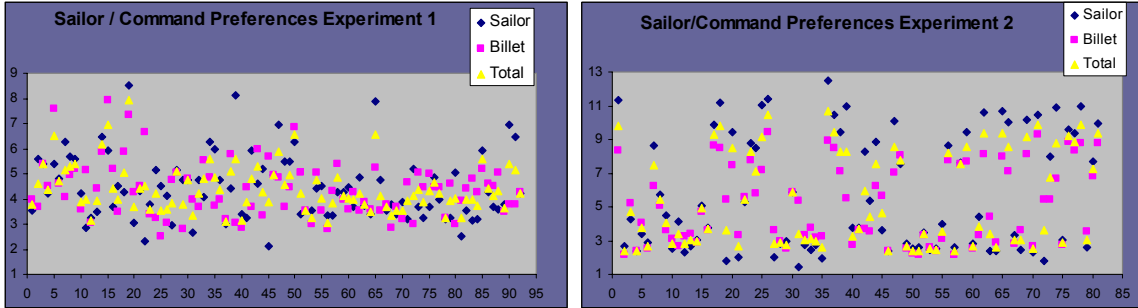 Sailor / Command Preferences Experiment 1
Sailor
Billet
Total
9
8
7
6
5
4
3
2
1
0 5 10 15 20 25 30 35 40 45 50 55 60 65 70 75 80 85 90 95
Sailor/Command Preferences Experiment 2
Sailor
Billet
Total
13
11
9
7
5
3
1
0 5 10 15 20 25 30 35 40 45 50 55 60 65 70 75 80 85